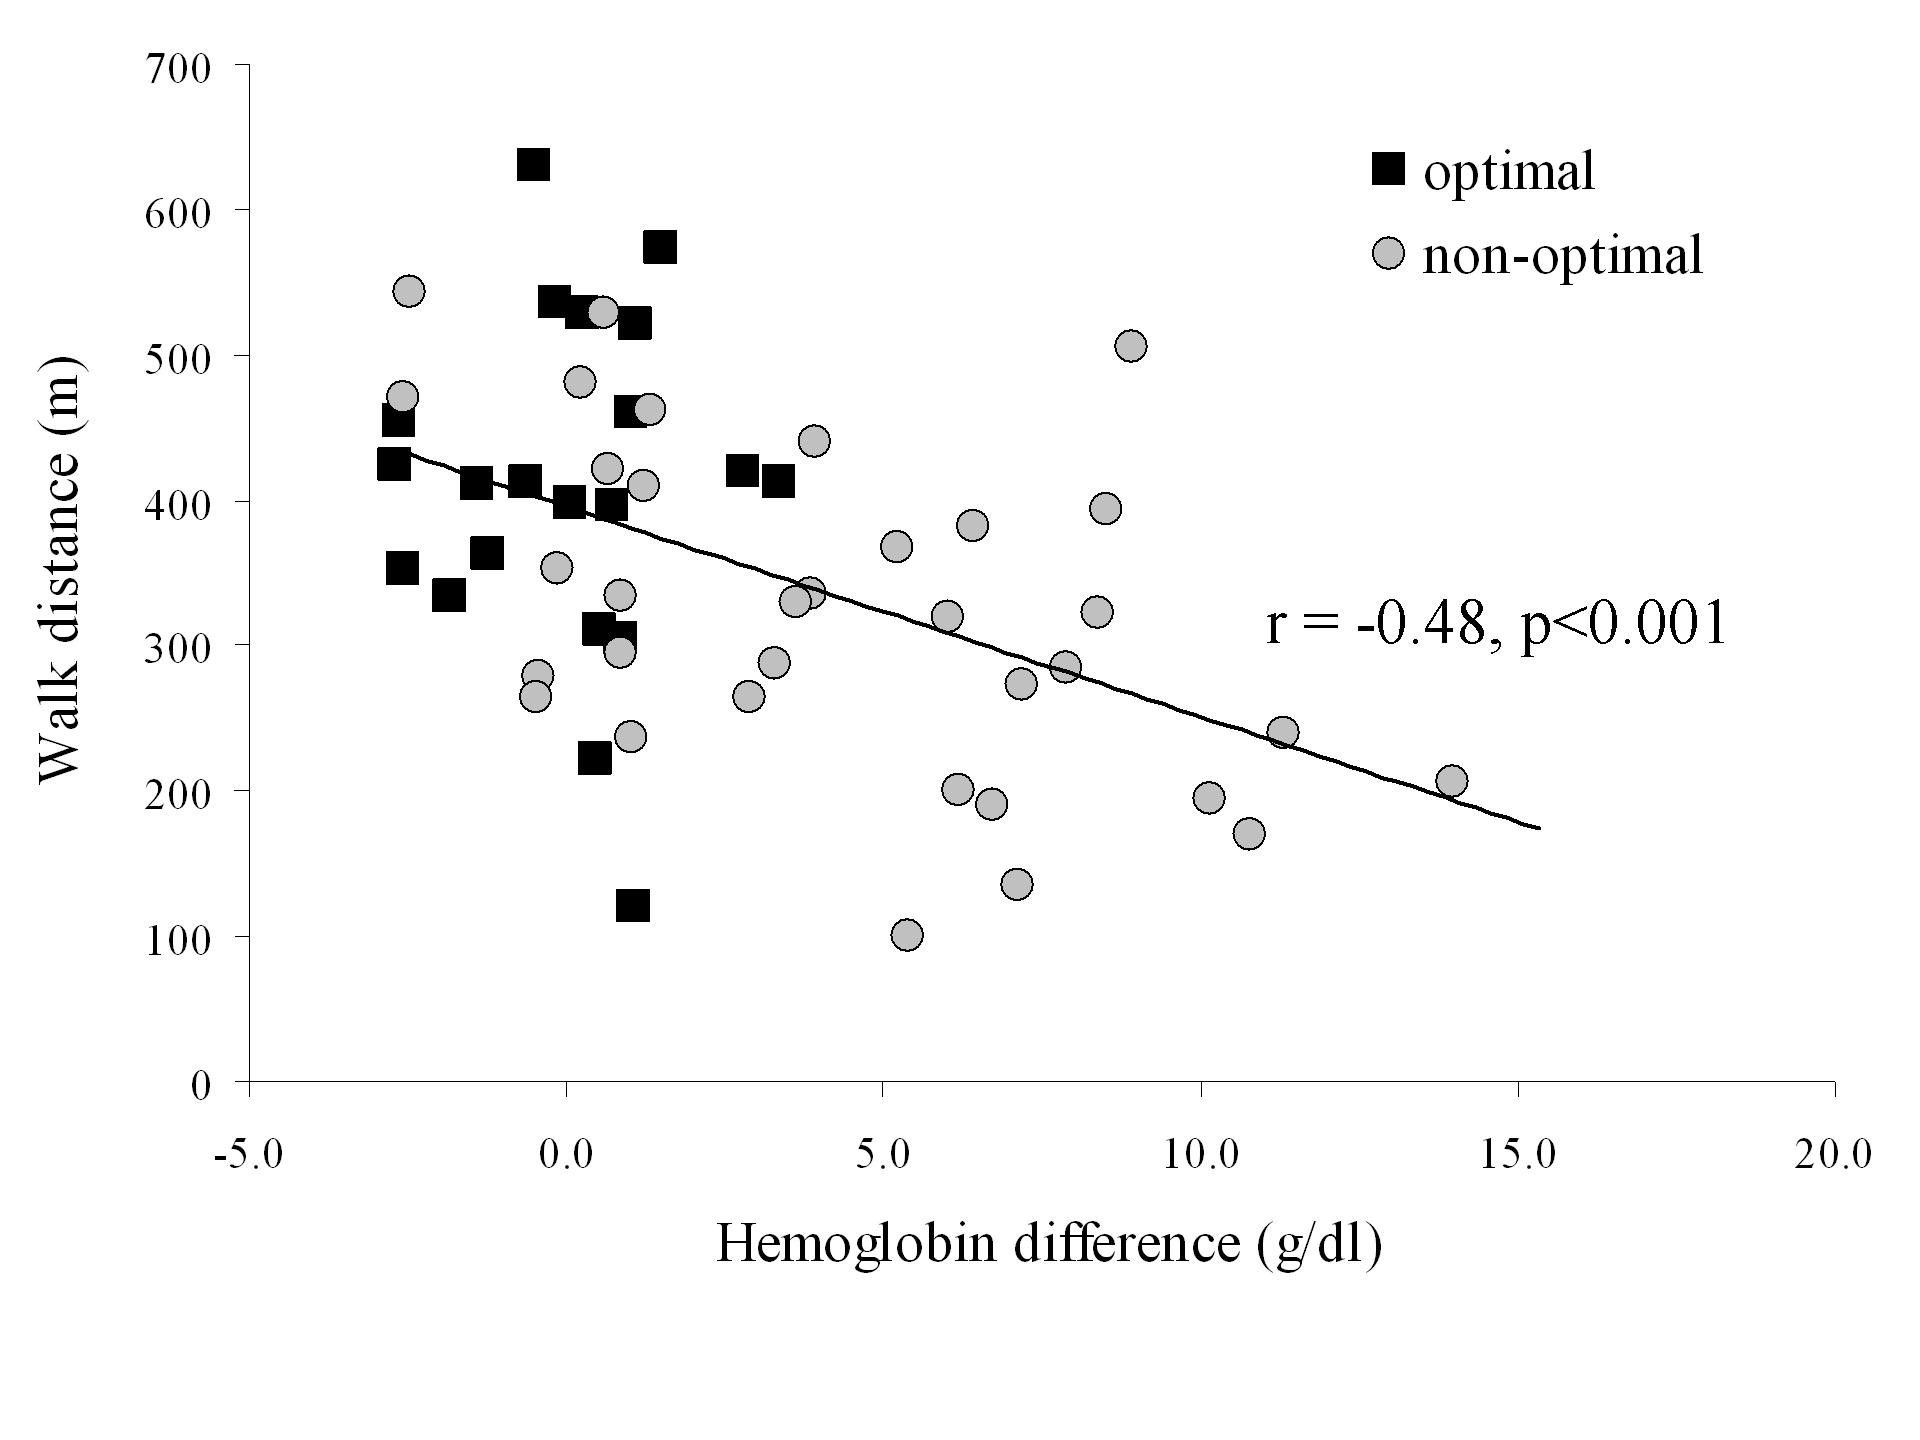 700
600
500
400
300
200
100
0
-5.0 0.0 5.0 10.0 15.0 20.0
Walk distance (m)
Hemoglobin difference (g/dl)
optimal
non-optimal
r = -0.48, p<0.001